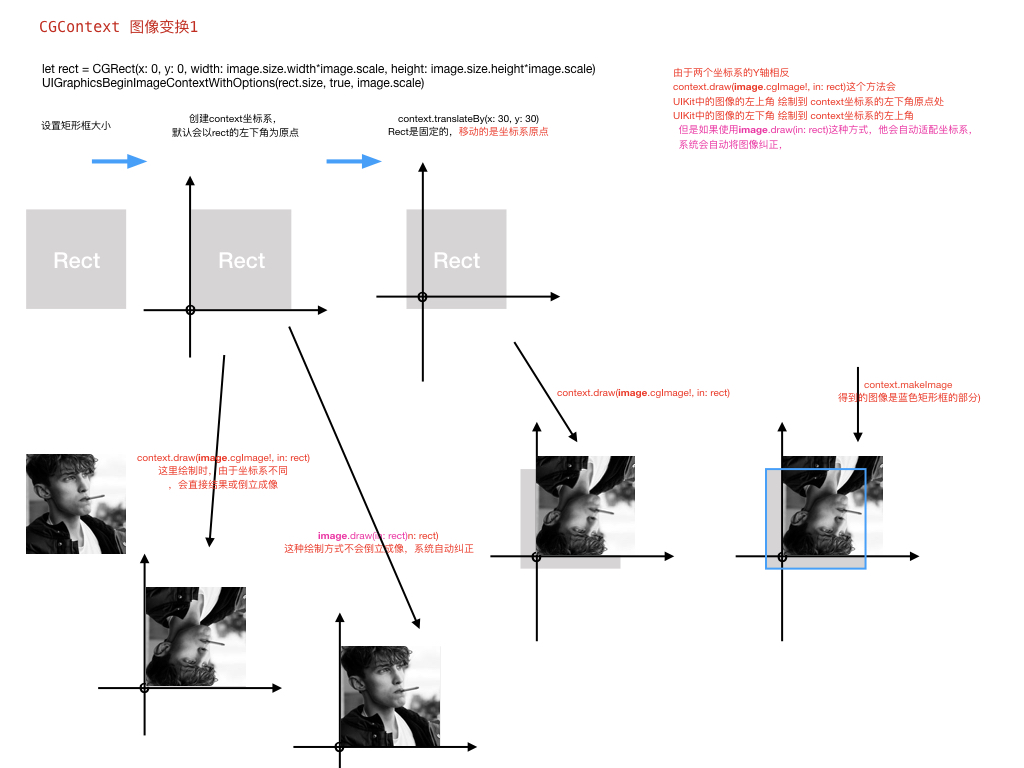 CGContext 图像变换1
let rect = CGRect(x: 0, y: 0, width: image.size.width*image.scale, height: image.size.height*image.scale)
UIGraphicsBeginImageContextWithOptions(rect.size, true, image.scale)
由于两个坐标系的Y轴相反
context.draw(image.cgImage!, in: rect)这个方法会
UIKit中的图像的左上角 绘制到 context坐标系的左下角原点处
UIKit中的图像的左下角 绘制到 context坐标系的左上角
但是如果使用image.draw(in: rect)这种方式，他会自动适配坐标系，
系统会自动将图像纠正，
设置矩形框大小
创建context坐标系，
默认会以rect的左下角为原点
context.translateBy(x: 30, y: 30)
Rect是固定的，移动的是坐标系原点
Rect
Rect
Rect
context.draw(image.cgImage!, in: rect)
context.makeImage
得到的图像是蓝色矩形框的部分)
context.draw(image.cgImage!, in: rect)
这里绘制时，由于坐标系不同
，会直接结果或倒立成像
image.draw(in: rect)n: rect)
这种绘制方式不会倒立成像，系统自动纠正